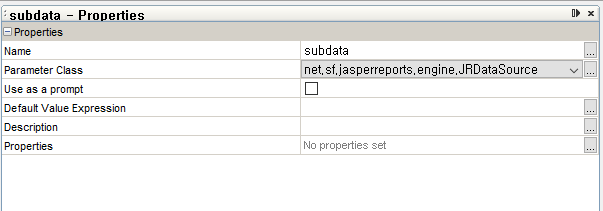 subdata - Properties
Properties
Name subdata ...
Parameter Class net,sf,jasperreports,engine,JRDataSource ...
Use as a prompt
Default Value Expression ...
Description ...
Properties No properties set ...